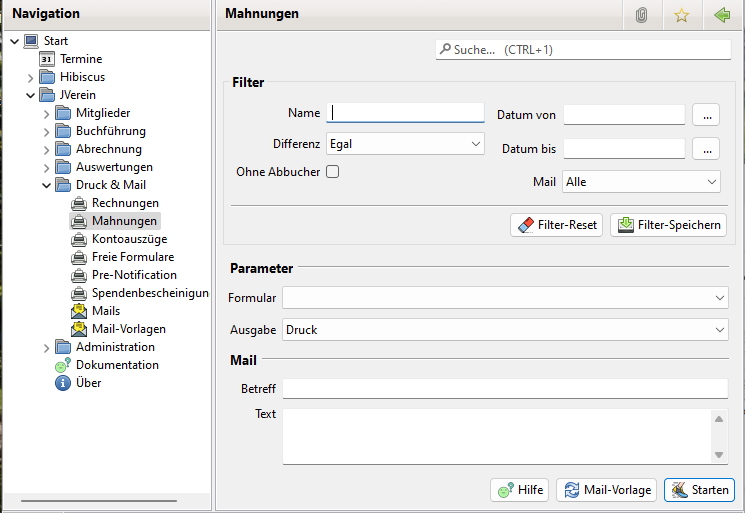 Navigation
Start
31 Termine
Hibiscus
JVerein
Mitglieder
Buchführung
Abrechnung
Auswertungen
Druck & Mail
Rechnungen
Mahnungen
Kontoauszüge
Freie Formulare
Pre-Notification
Spendenbescheinigun
Mails
Mail-Vorlagen
Administration
Dokumentation
Über
Mahnungen
Suche... (CTRL+1)
Filter
Name Datum von ...
Differenz Egal Datum bis ...
Ohne Abbucher Mail Alle
Filter-Reset Filter-Speichern
Parameter
Formular
Ausgabe Druck
Mail
Betreff
Text
Hilfe Mail-Vorlage Starten